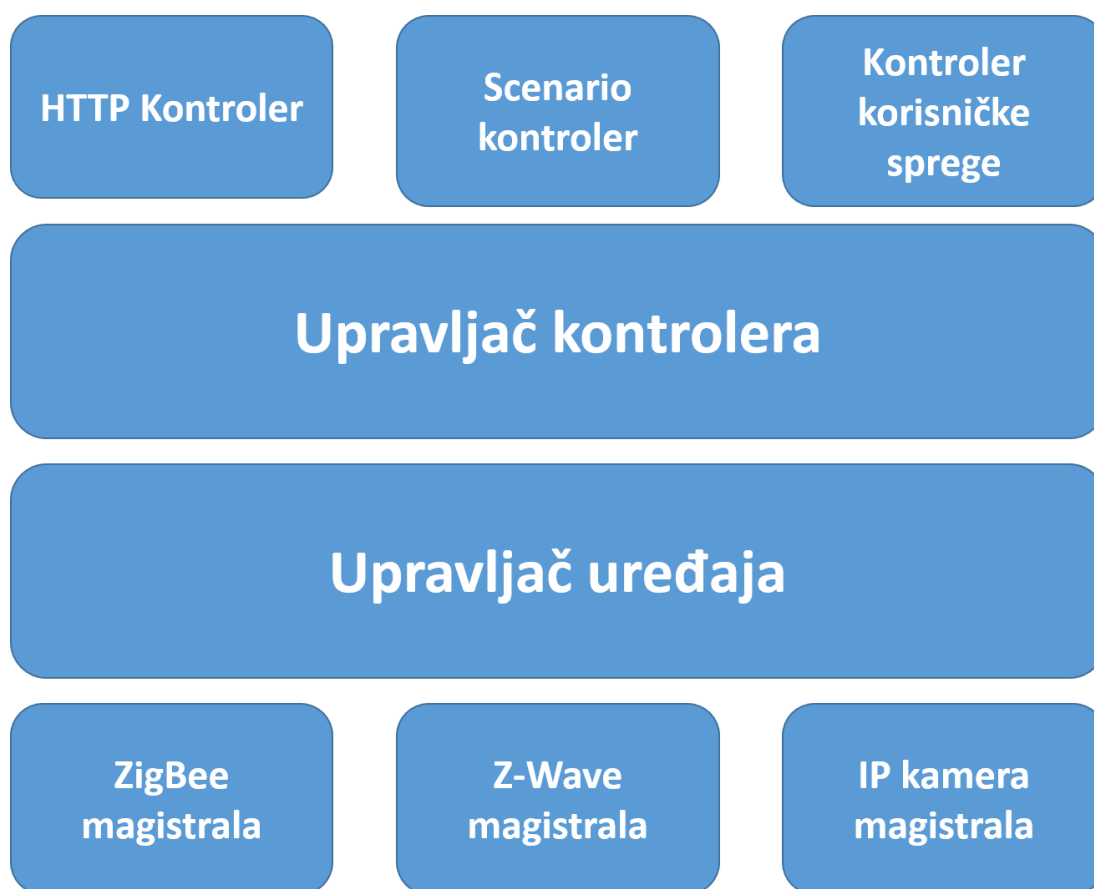 HTTP Kontroler
Scenario
kontroler
Kontroler
korisničke
sprege
Upravljač kontrolera
Upravljač uređaja
ZigBee
magistrala
Z-Wave
magistrala
IP kamera
magistrala